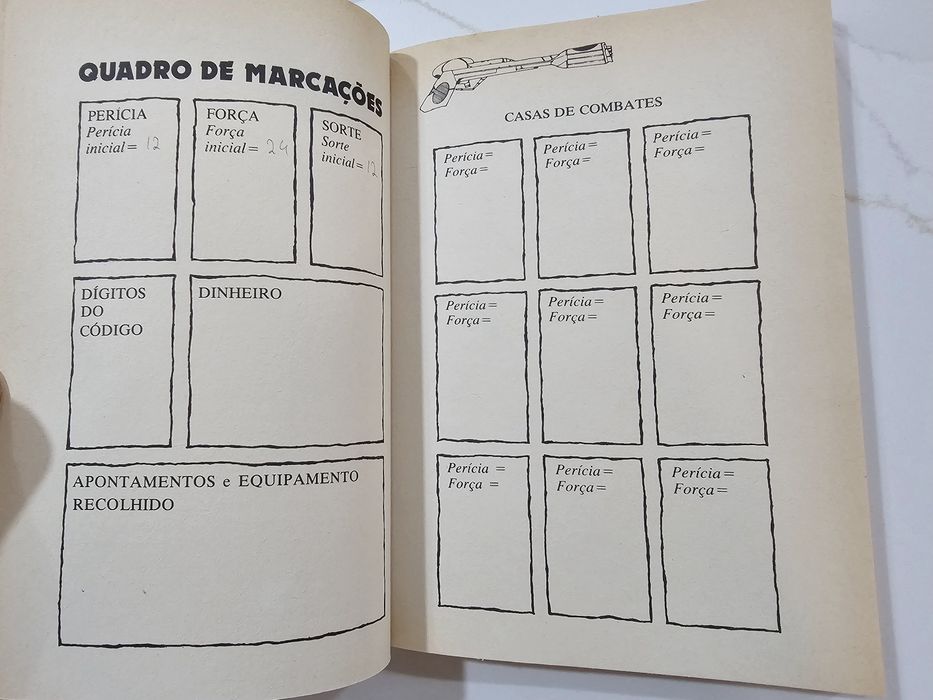 QUADRO DE MARCAÇÕES
PERÍCIA
Perícia
inicial= 12
FORÇA
Força
inicial= 24
SORTE
Sorte
inicial= 12
DÍGITOS
DO
CÓDIGO
DINHEIRO
APONTAMENTOS e EQUIPAMENTO
RECOLHIDO
CASAS DE COMBATES
Perícia=
Força=
Perícia=
Força=
Perícia=
Força=
Perícia=
Força=
Perícia=
Força=
Perícia=
Força=
Perícia =
Força =
Perícia=
Força=
Perícia=
Força=